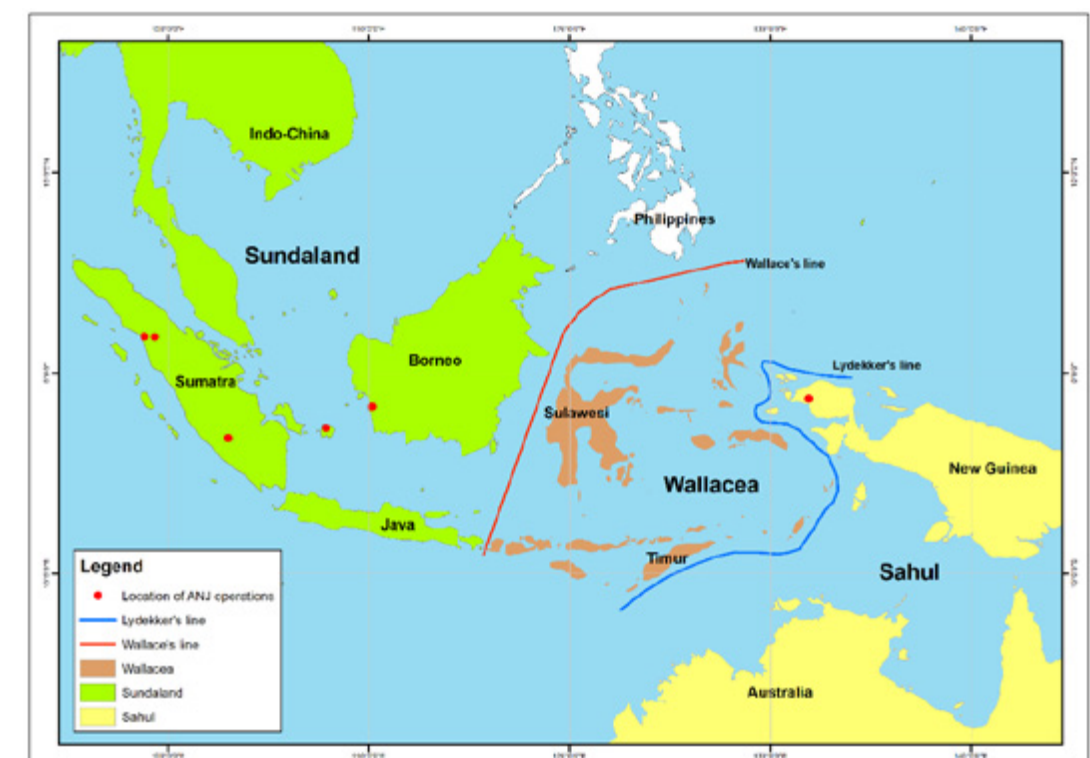 Indo-China
Philippines
Sundaland
Wallace's line
Borneo
Lydekker's line
Sumatra
Sulawesi
New Guinea
Wallacea
Java
Timur
Sahul
Australia
Legend
Location of ANJ operations
Lydekker's line
Wallace's line
Wallacea
Sundaland
Sahul